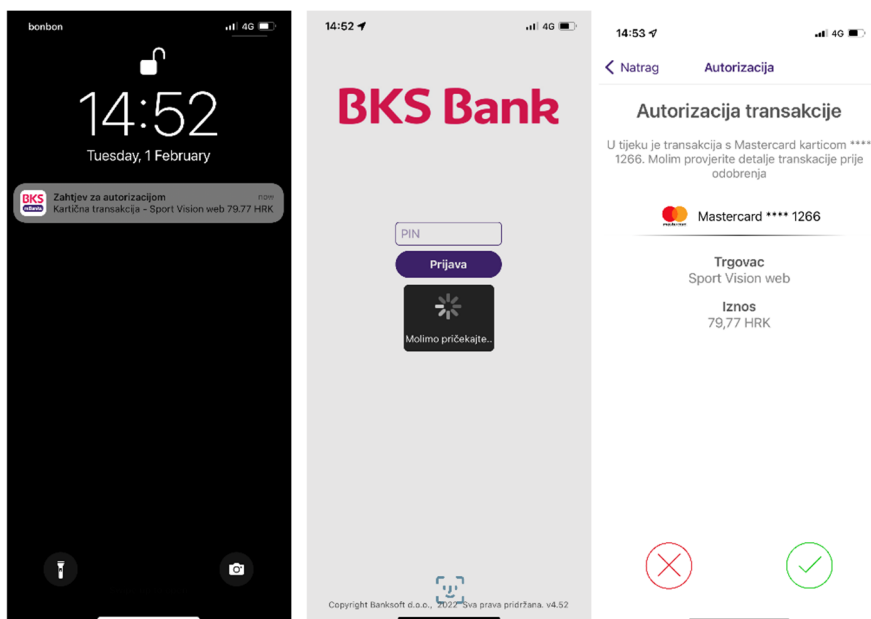 bonbon
4G
14:52
Tuesday, 1 February
BKS
mBanka
Zahtjev za autorizacijom
now
Kartična transakcija - Sport Vision web 79.77 HRK
14:52
4G
BKS Bank
PIN
Prijava
Molimo pričekajte..
Copyright Banksoft d.o.o., 2022 Sva prava pridržana. v4.52
14:53
4G
Natrag
Autorizacija
Autorizacija transakcije
U tijeku je transakcija s Mastercard karticom ****
1266. Molim provjerite detalje transkacije prije
odobrenja
mastercard
Mastercard **** 1266
Trgovac
Sport Vision web
Iznos
79,77 HRK